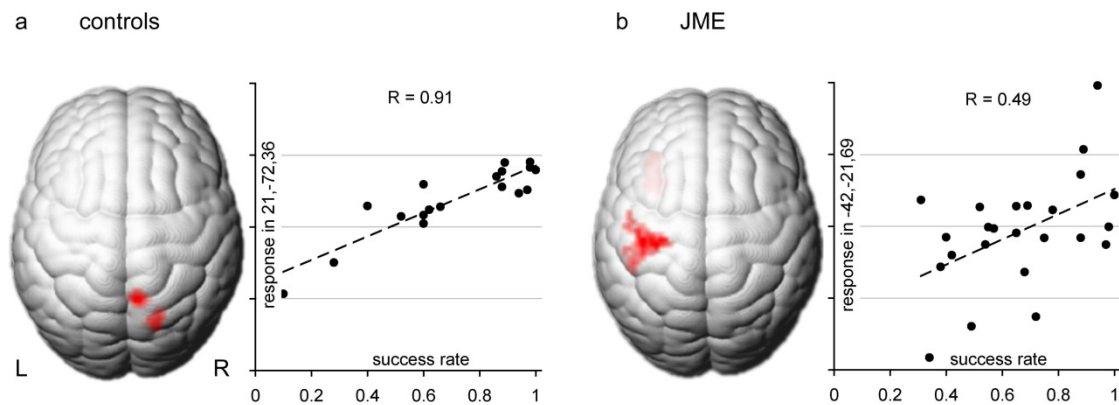 a controls
b JME
R = 0.91
response in 21,-72,36
success rate
L R
0 0.2 0.4 0.6 0.8 1
R = 0.49
response in -42,-21,69
success rate
0 0.2 0.4 0.6 0.8 1